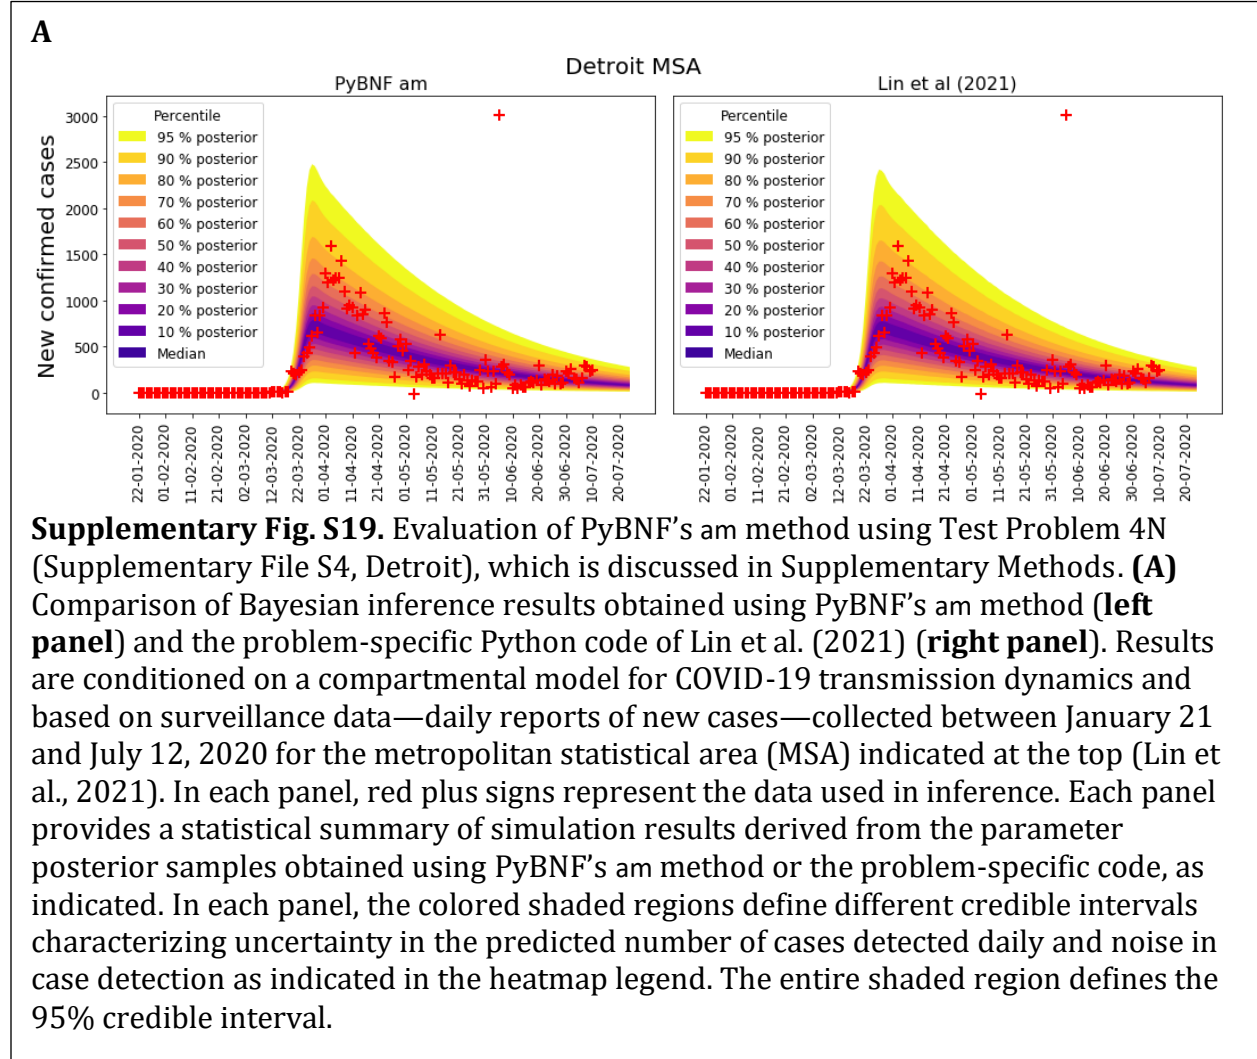 A
Detroit MSA
PyBNF am
Lin et al (2021)
New confirmed cases
3000
2500
2000
1500
1000
500
0
Percentile
95 % posterior
90 % posterior
80 % posterior
70 % posterior
60 % posterior
50 % posterior
40 % posterior
30 % posterior
20 % posterior
10 % posterior
Median
Percentile
95 % posterior
90 % posterior
80 % posterior
70 % posterior
60 % posterior
50 % posterior
40 % posterior
30 % posterior
20 % posterior
10 % posterior
Median
22-01-2020
01-02-2020
11-02-2020
21-02-2020
02-03-2020
12-03-2020
22-03-2020
01-04-2020
11-04-2020
21-04-2020
01-05-2020
11-05-2020
21-05-2020
31-05-2020
10-06-2020
20-06-2020
30-06-2020
10-07-2020
20-07-2020
22-01-2020
01-02-2020
11-02-2020
21-02-2020
02-03-2020
12-03-2020
22-03-2020
01-04-2020
11-04-2020
21-04-2020
01-05-2020
11-05-2020
21-05-2020
31-05-2020
10-06-2020
20-06-2020
30-06-2020
10-07-2020
20-07-2020
Supplementary Fig. S19. Evaluation of PyBNF’s am method using Test Problem 4N
(Supplementary File S4, Detroit), which is discussed in Supplementary Methods. (A)
Comparison of Bayesian inference results obtained using PyBNF’s am method (left
panel) and the problem-specific Python code of Lin et al. (2021) (right panel). Results
are conditioned on a compartmental model for COVID-19 transmission dynamics and
based on surveillance data—daily reports of new cases—collected between January 21
and July 12, 2020 for the metropolitan statistical area (MSA) indicated at the top (Lin et
al., 2021). In each panel, red plus signs represent the data used in inference. Each panel
provides a statistical summary of simulation results derived from the parameter
posterior samples obtained using PyBNF’s am method or the problem-specific code, as
indicated. In each panel, the colored shaded regions define different credible intervals
characterizing uncertainty in the predicted number of cases detected daily and noise in
case detection as indicated in the heatmap legend. The entire shaded region defines the
95% credible interval.